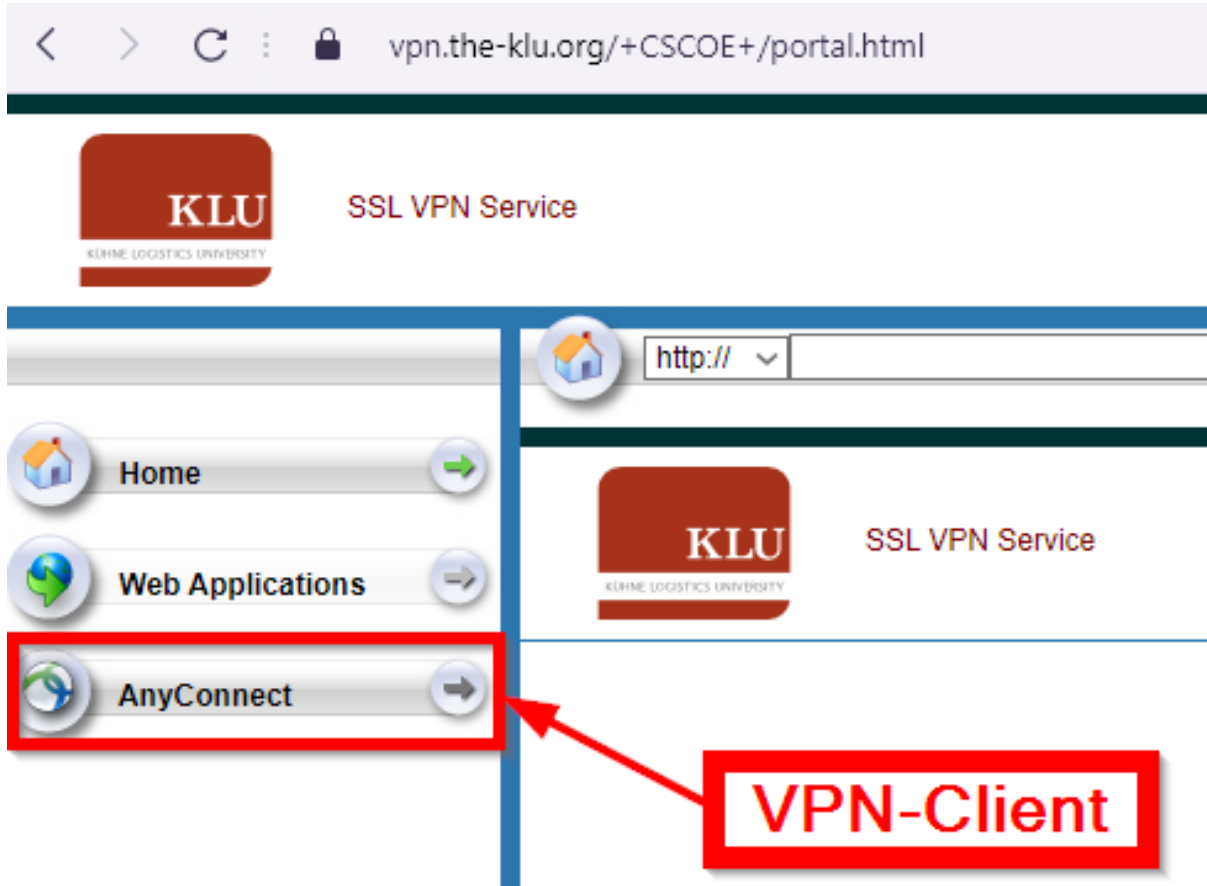 vpn.the-klu.org/+CSCOE+/portal.html
KLU
KÜHNE LOGISTICS UNIVERSITY
SSL VPN Service
http://
Home
Web Applications
AnyConnect
KLU
KÜHNE LOGISTICS UNIVERSITY
SSL VPN Service
VPN-Client